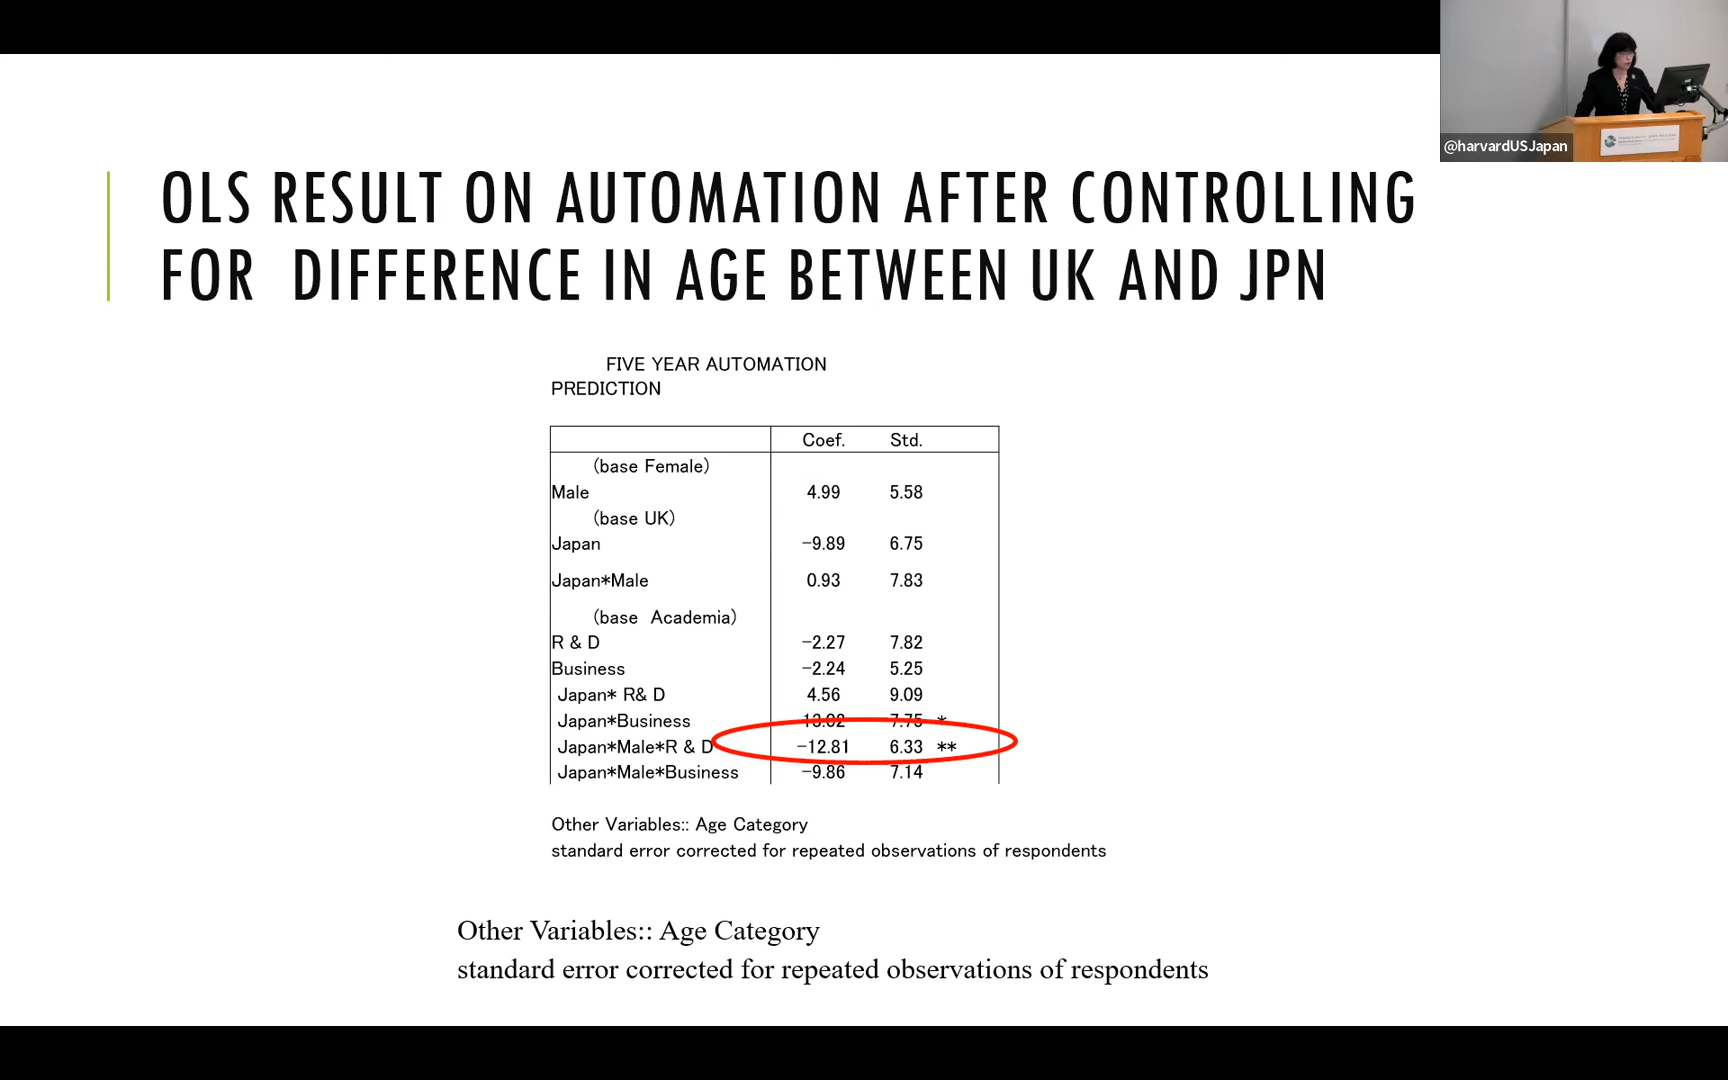 @harvardUSJapan
OLS RESULT ON AUTOMATION AFTER CONTROLLING
FOR DIFFERENCE IN AGE BETWEEN UK AND JPN
FIVE YEAR AUTOMATION
PREDICTION
Coef. Std.
(base Female)
Male 4.99 5.58
(base UK)
Japan -9.89 6.75
Japan*Male 0.93 7.83
(base Academia)
R & D -2.27 7.82
Business -2.24 5.25
Japan* R& D 4.56 9.09
Japan*Business 13.02 7.75 *
Japan*Male*R & D -12.81 6.33 **
Japan*Male*Business -9.86 7.14
Other Variables:: Age Category
standard error corrected for repeated observations of respondents
Other Variables:: Age Category
standard error corrected for repeated observations of respondents